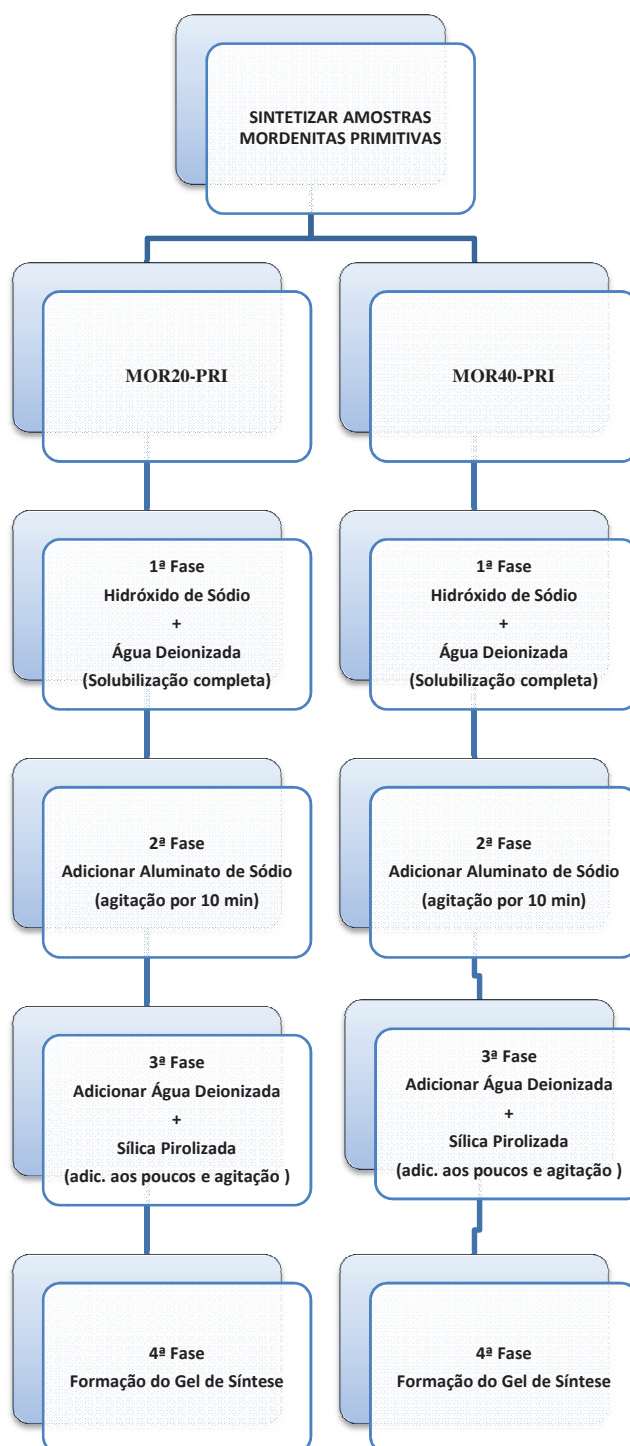 SINTETIZAR AMOSTRAS
MORDENITAS PRIMITIVAS
MOR20-PRI
1ª Fase
Hidróxido de Sódio
+
Água Deionizada
(Solubilização completa)
2ª Fase
Adicionar Aluminato de Sódio
(agitação por 10 min)
3ª Fase
Adicionar Água Deionizada
+
Sílica Pirolizada
(adic. aos poucos e agitação )
4ª Fase
Formação do Gel de Síntese
MOR40-PRI
1ª Fase
Hidróxido de Sódio
+
Água Deionizada
(Solubilização completa)
2ª Fase
Adicionar Aluminato de Sódio
(agitação por 10 min)
3ª Fase
Adicionar Água Deionizada
+
Sílica Pirolizada
(adic. aos poucos e agitação )
4ª Fase
Formação do Gel de Síntese